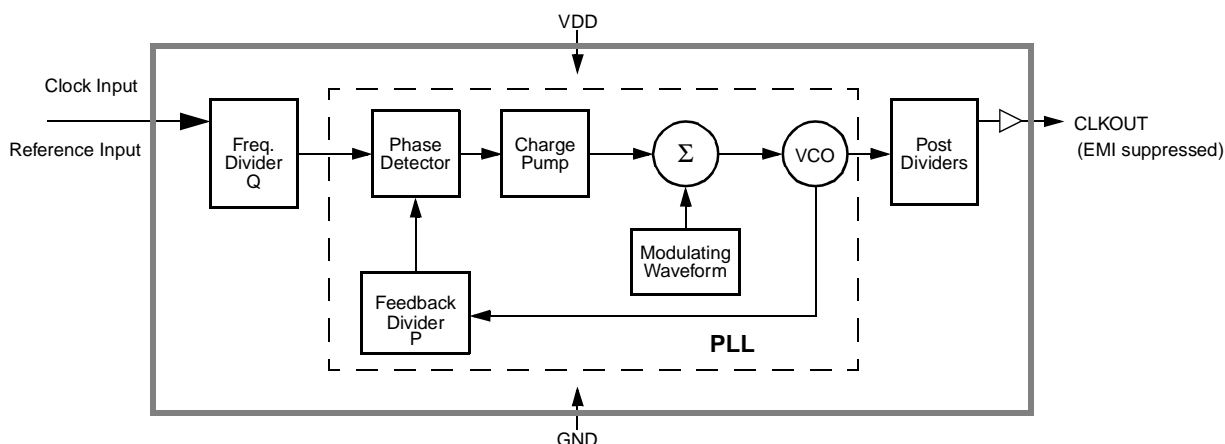 VDD
Clock Input
Reference Input
Freq.
Divider
Q
Phase
Detector
Charge
Pump
Σ
VCO
Post
Dividers
CLKOUT
(EMI suppressed)
Modulating
Waveform
Feedback
Divider
P
PLL
GND